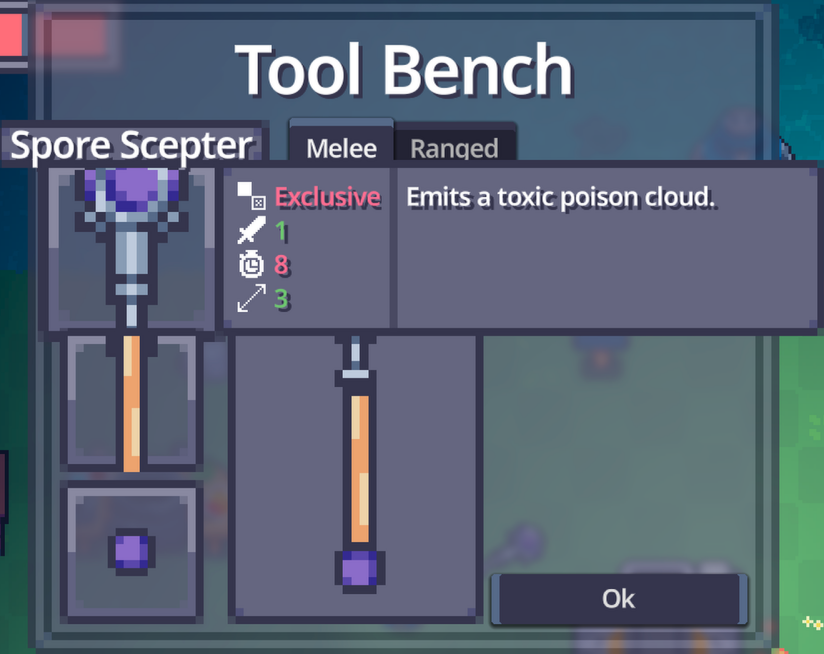 Tool Bench
Spore Scepter
Melee
Ranged
Exclusive
Emits a toxic poison cloud.
1
8
3
Ok